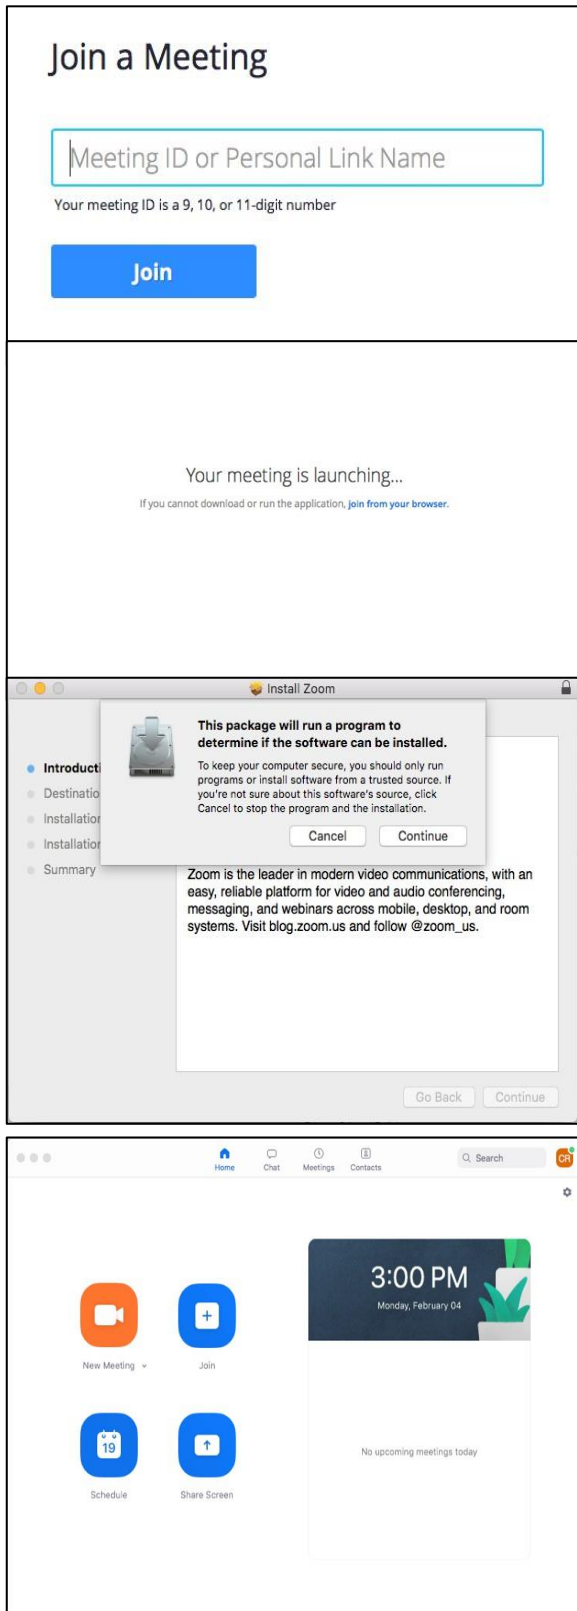 Join a Meeting
Meeting ID or Personal Link Name
Your meeting ID is a 9, 10, or 11-digit number
Join
Your meeting is launching...
If you cannot download or run the application, join from your browser.
Install Zoom
This package will run a program to
determine if the software can be installed.
To keep your computer secure, you should only run
programs or install software from a trusted source. If
you're not sure about this software's source, click
Cancel to stop the program and the installation.
Cancel Continue
Introducti
Destinatio
Installation
Installation
Summary
Zoom is the leader in modern video communications, with an
easy, reliable platform for video and audio conferencing,
messaging, and webinars across mobile, desktop, and room
systems. Visit blog.zoom.us and follow @zoom_us.
Go Back Continue
Home Chat Meetings Contacts Search CR
3:00 PM
Monday, February 04
New Meeting Join
19
Schedule Share Screen
No upcoming meetings today